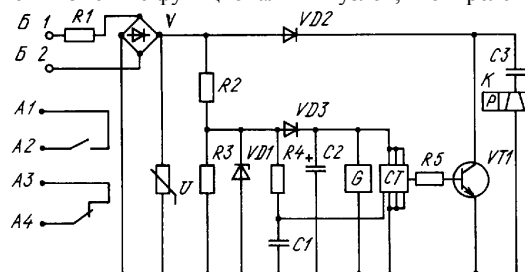 Б 1
R1
V
VD2
Б 2
C3
K
P
R2
A1
VD3
A2
R3
VD1
R4
+
C2
G
CT
R5
VT1
U
A3
A4
C1